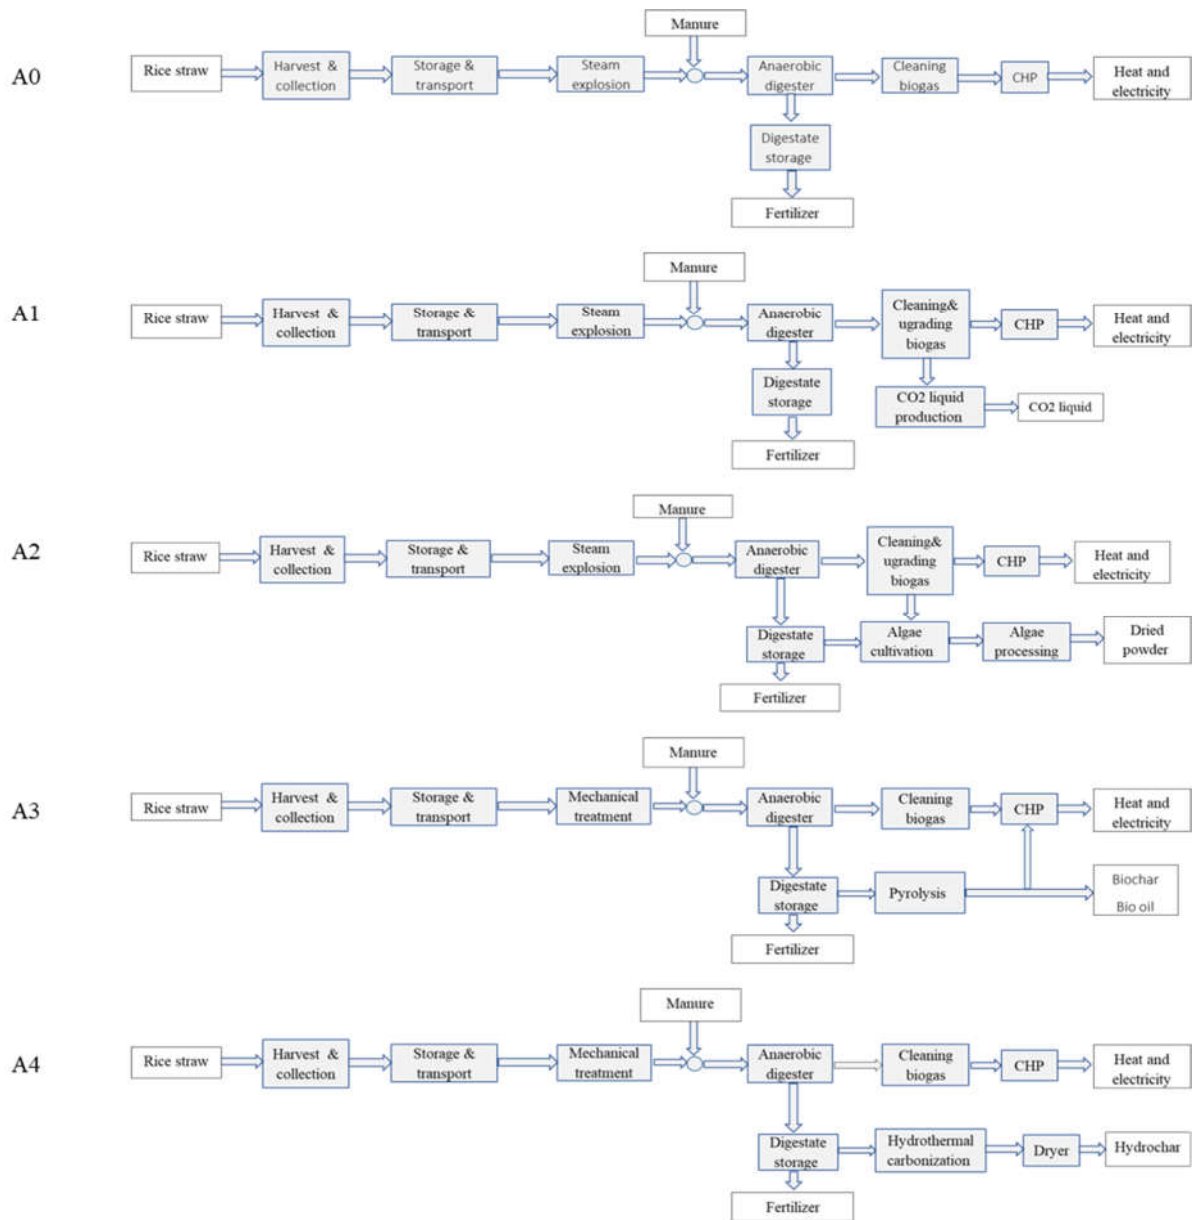 Manure
A0
Rice straw
Harvest &
collection
Storage &
transport
Steam
explosion
Anaerobic
digester
Cleaning
biogas
CHP
Heat and
electricity
Digestate
storage
Fertilizer
Manure
A1
Rice straw
Harvest &
collection
Storage &
transport
Steam
explosion
Anaerobic
digester
Cleaning&
ugrading
biogas
CHP
Heat and
electricity
Digestate
storage
CO2 liquid
production
CO2 liquid
Fertilizer
Manure
A2
Rice straw
Harvest &
collection
Storage &
transport
Steam
explosion
Anaerobic
digester
Cleaning&
ugrading
biogas
CHP
Heat and
electricity
Digestate
storage
Algae
cultivation
Algae
processing
Dried
powder
Fertilizer
Manure
A3
Rice straw
Harvest &
collection
Storage &
transport
Mechanical
treatment
Anaerobic
digester
Cleaning
biogas
CHP
Heat and
electricity
Digestate
storage
Pyrolysis
Biochar
Bio oil
Fertilizer
Manure
A4
Rice straw
Harvest &
collection
Storage &
transport
Mechanical
treatment
Anaerobic
digester
Cleaning
biogas
CHP
Heat and
electricity
Digestate
storage
Hydrothermal
carbonization
Dryer
Hydrochar
Fertilizer